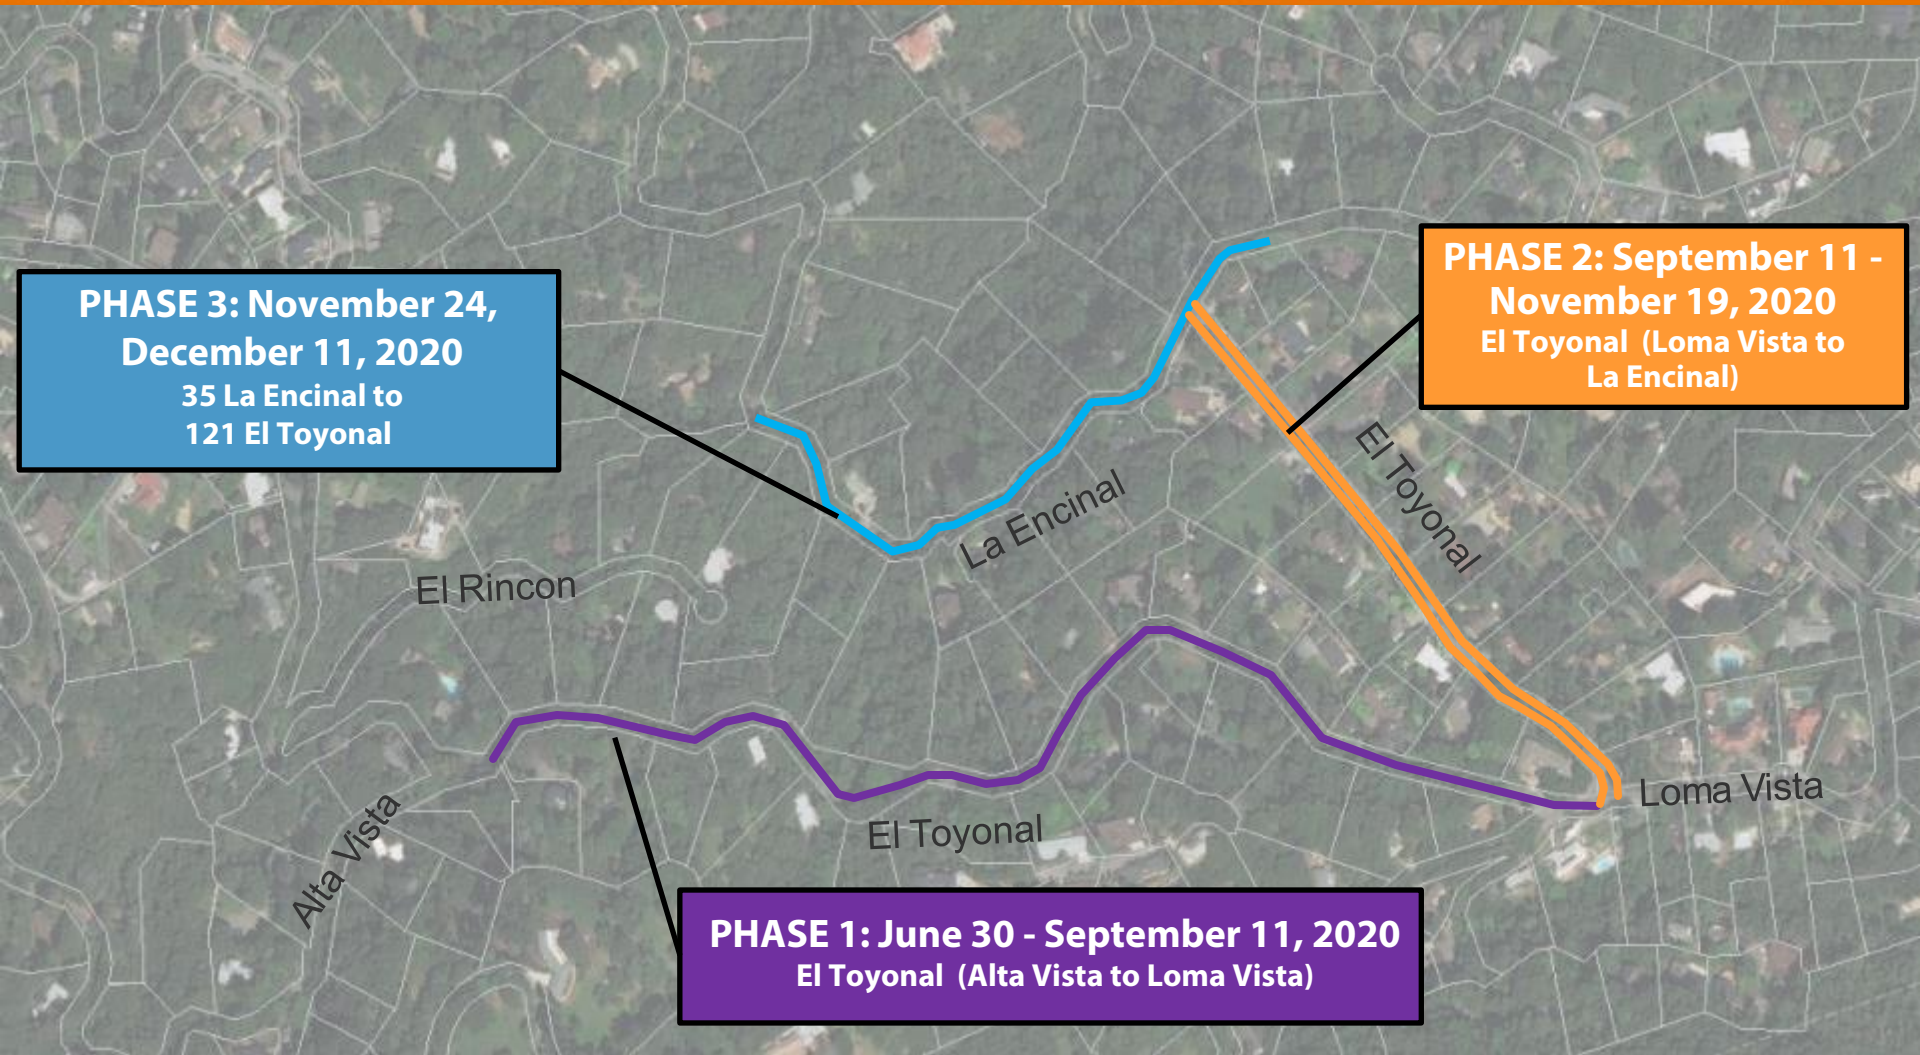 PHASE 3: November 24,
December 11, 2020
35 La Encinal to
121 El Toyonal
PHASE 2: September 11 -
November 19, 2020
El Toyonal (Loma Vista to
La Encinal)
El Toyonal
La Encinal
El Rincon
Loma Vista
Alta Vista
El Toyonal
PHASE 1: June 30 - September 11, 2020
El Toyonal (Alta Vista to Loma Vista)